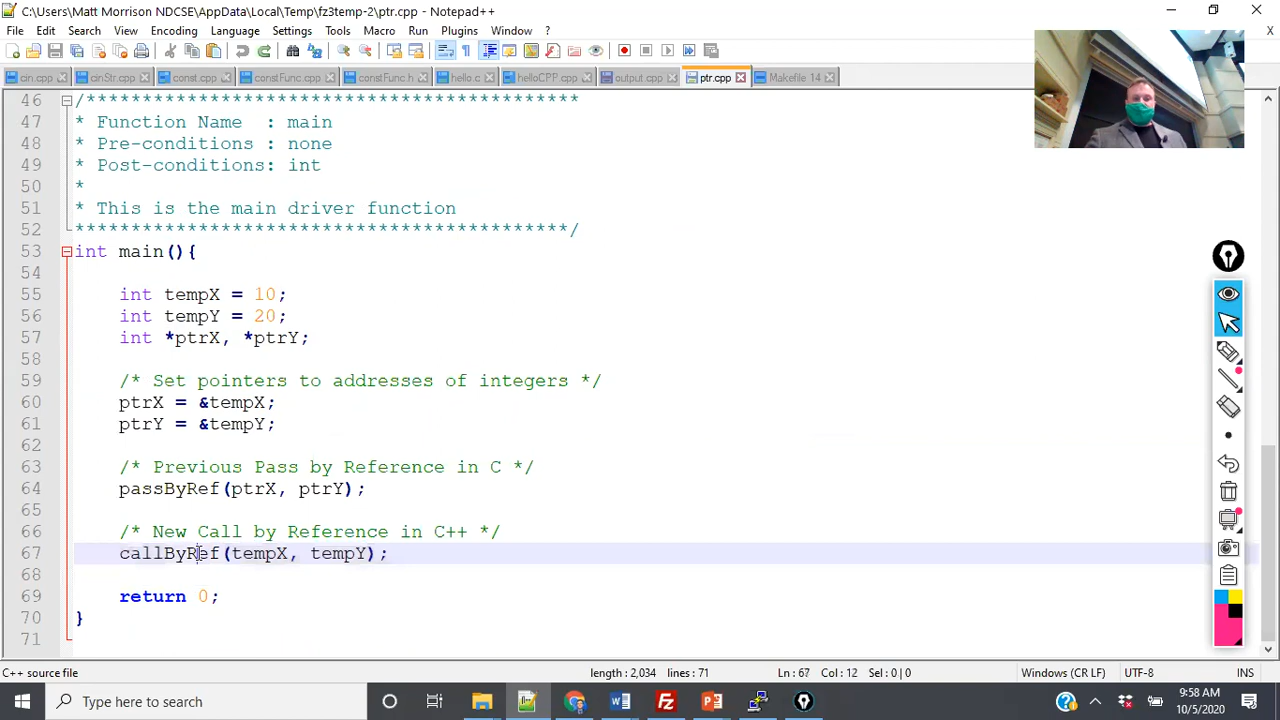 C:\Users\Matt Morrison NDCSE\AppData\Local\Temp\fz3temp-2\ptr.cpp - Notepad++
File Edit Search View Encoding Language Settings Tools Macro Run Plugins Window ? X
cin.cpp cinStr.cpp const.cpp constFunc.cpp constFunc.h hello.c helloCPP.cpp output.cpp ptr.cpp Makefile 14
46 /********************************************
47 * Function Name  : main
48 * Pre-conditions : none
49 * Post-conditions: int
50 *
51 * This is the main driver function
52 ********************************************/
53 int main(){
54
55     int tempX = 10;
56     int tempY = 20;
57     int *ptrX, *ptrY;
58
59     /* Set pointers to addresses of integers */
60     ptrX = &tempX;
61     ptrY = &tempY;
62
63     /* Previous Pass by Reference in C */
64     passByRef(ptrX, ptrY);
65
66     /* New Call by Reference in C++ */
67     callByRef(tempX, tempY);
68
69     return 0;
70 }
71
C++ source file length : 2,034 lines : 71 Ln : 67 Col : 12 Sel : 0 | 0 Windows (CR LF) UTF-8 INS
Type here to search
9:58 AM
10/5/2020